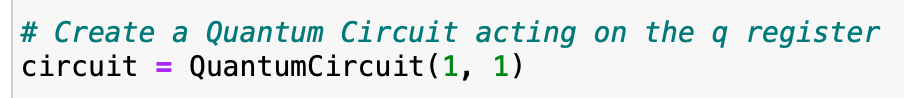 # Create a Quantum Circuit acting on the q register
circuit = QuantumCircuit(1, 1)